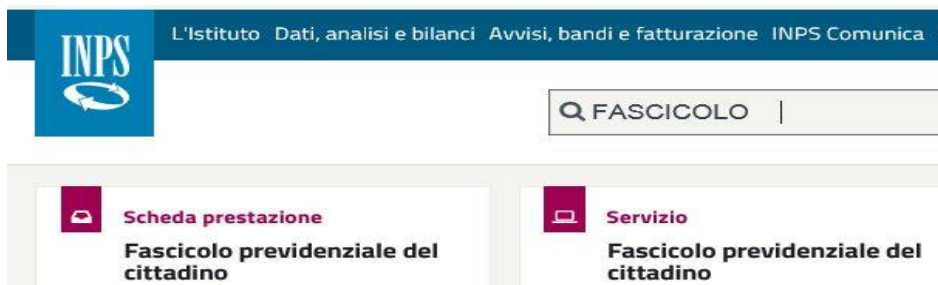 L'Istituto Dati, analisi e bilanci Avvisi, bandi e fatturazione INPS Comunica
INPS
FASCICOLO
Scheda prestazione
Fascicolo previdenziale del
cittadino
Servizio
Fascicolo previdenziale del
cittadino